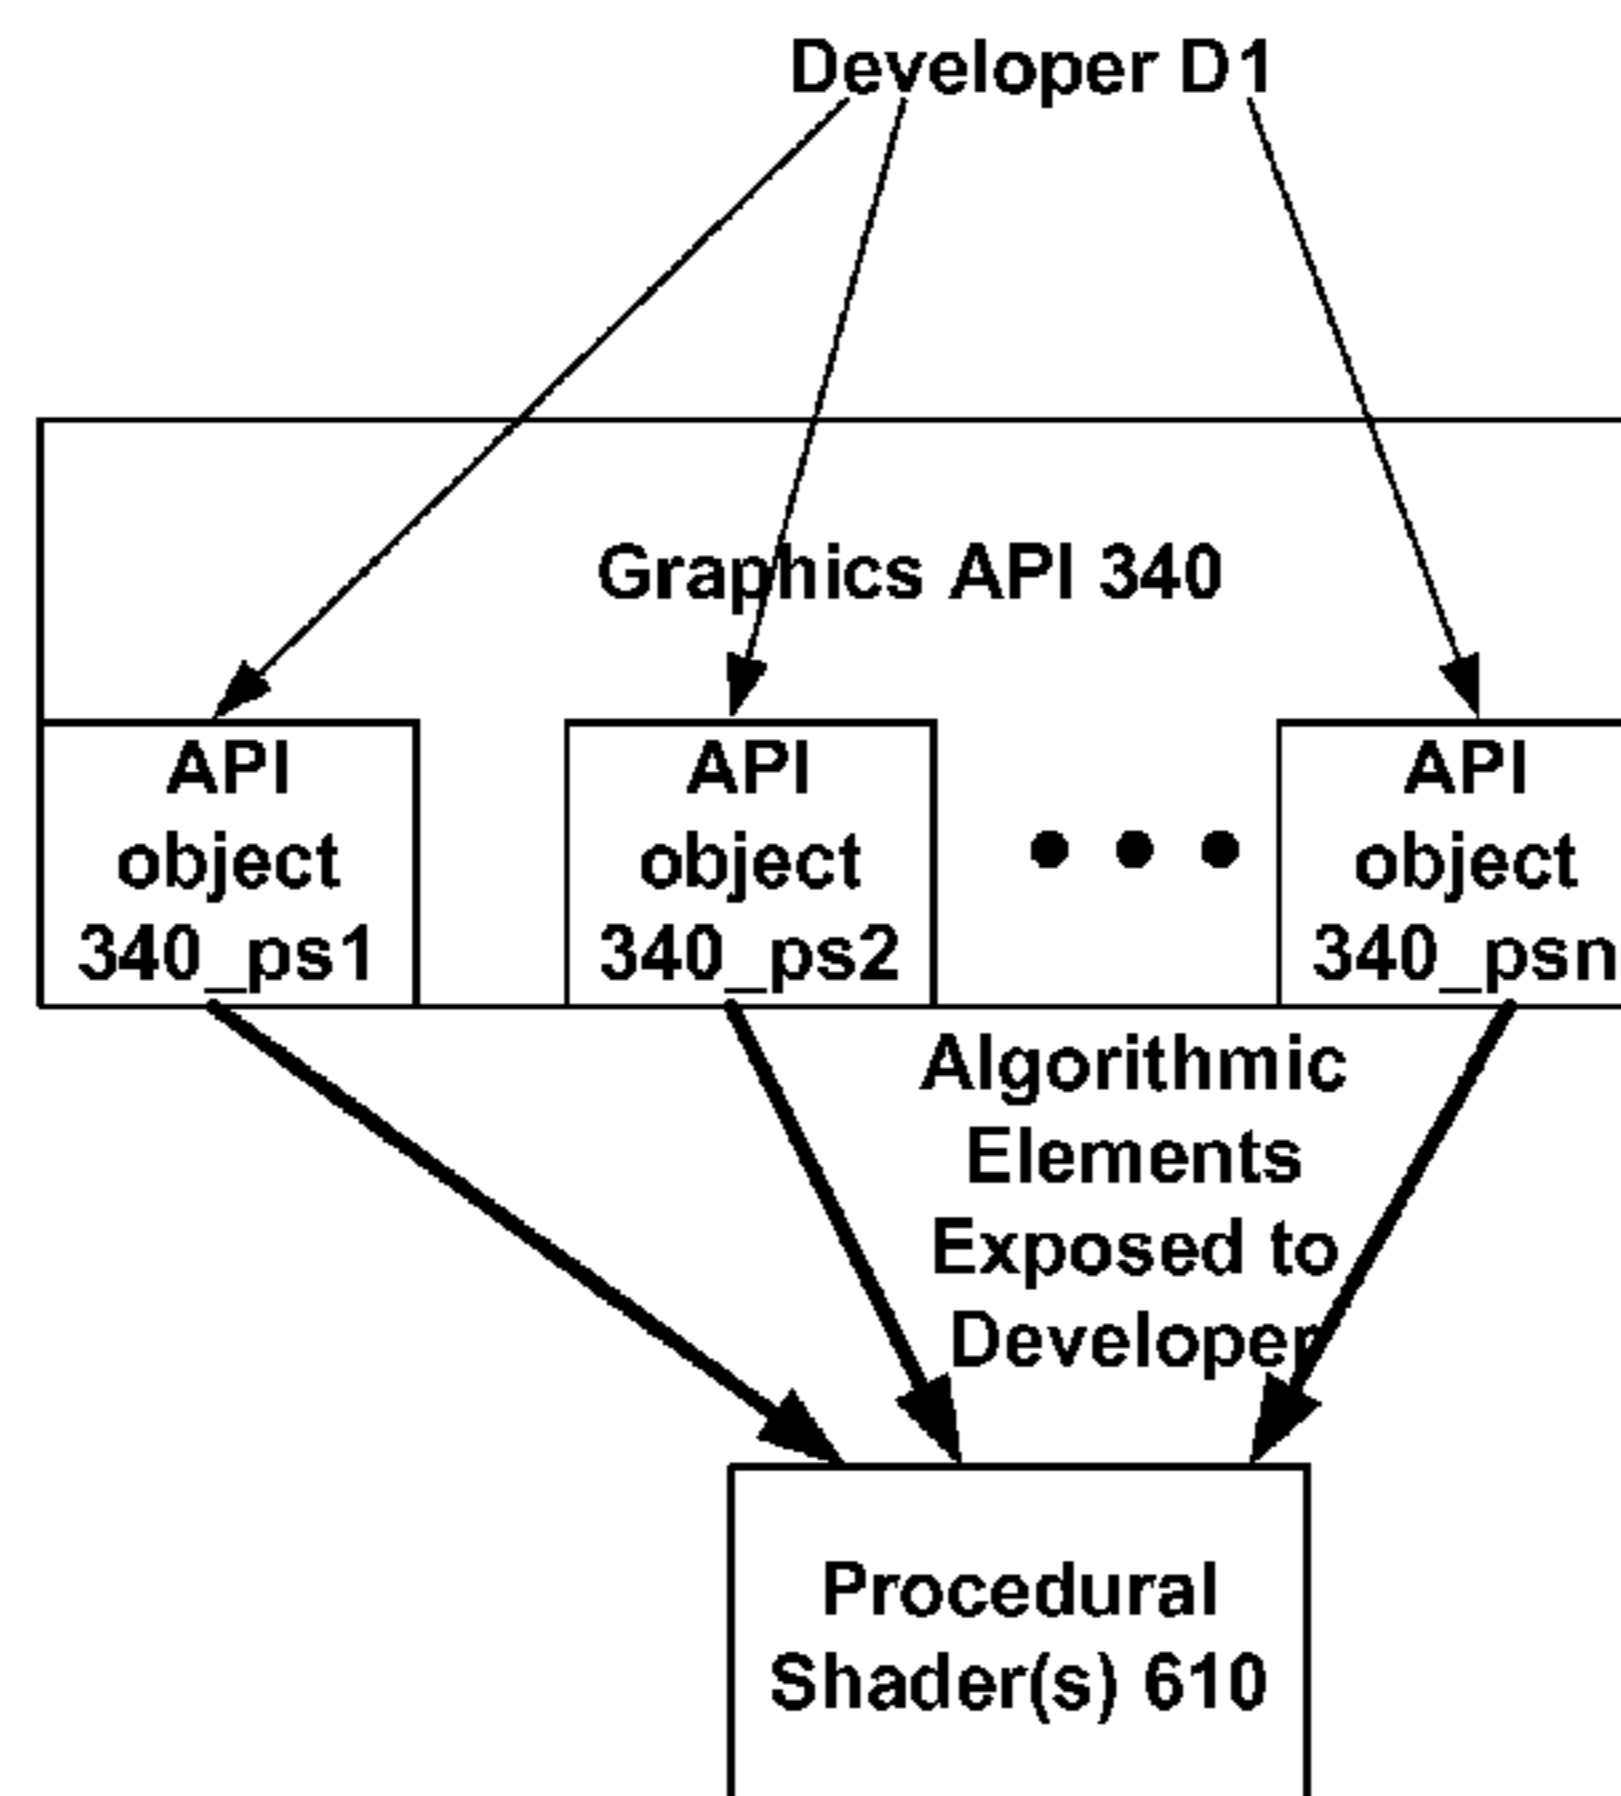 Developer D1
Graphics API 340
API
object
340_ps1
API
object
340_ps2
API
object
340_psn
Algorithmic
Elements
Exposed to
Developer
Procedural
Shader(s) 610